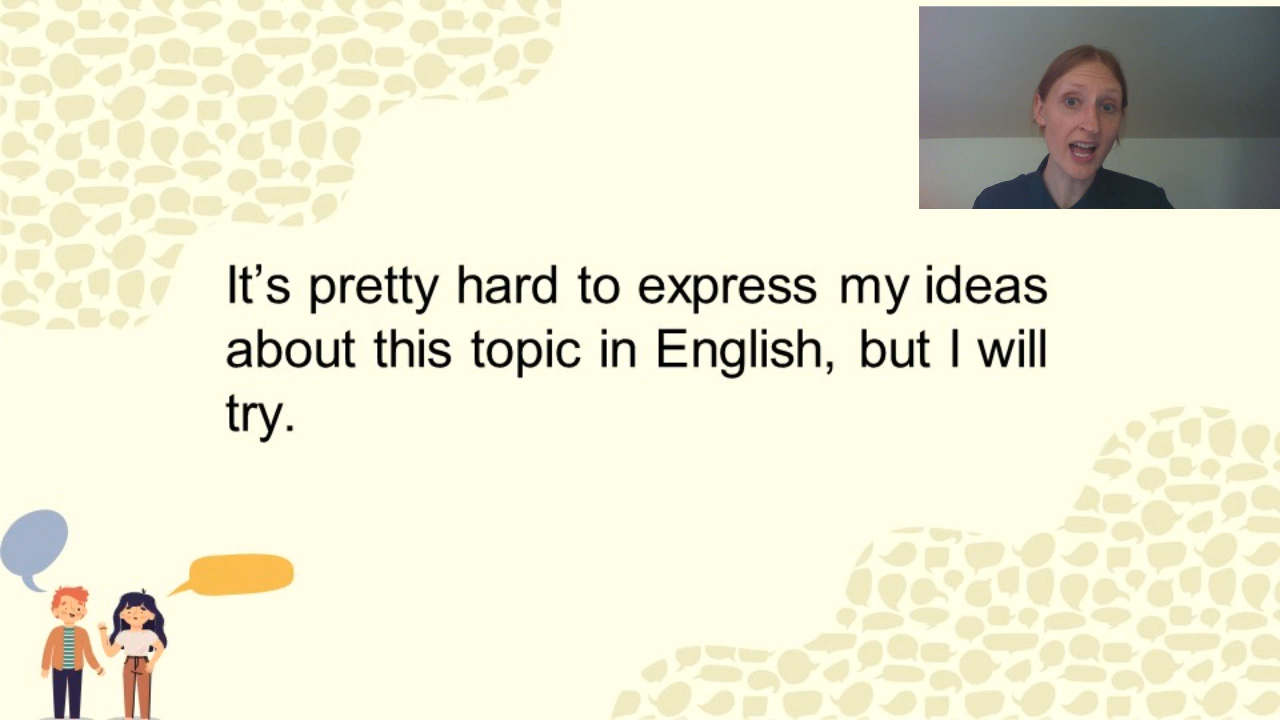 It’s pretty hard to express my ideas
about this topic in English, but I will
try.